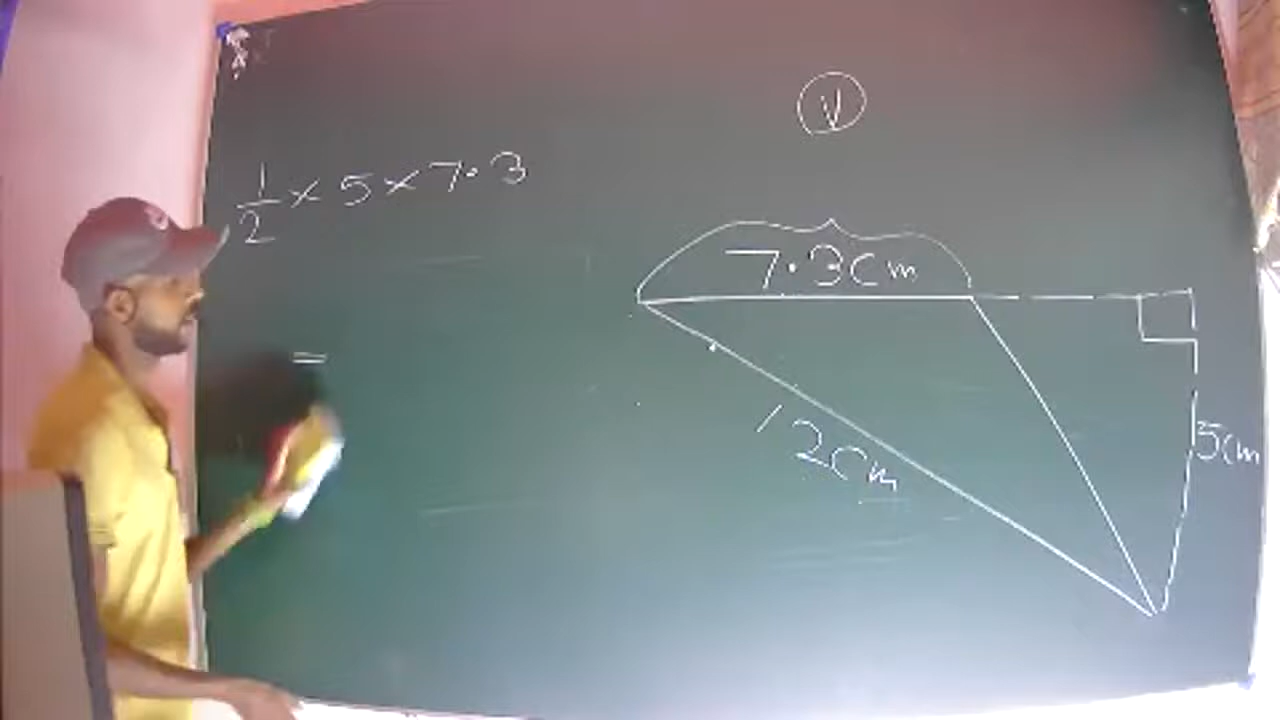 V
1/2 × 5 × 7.3
7.3cm
=
12cm
5cm